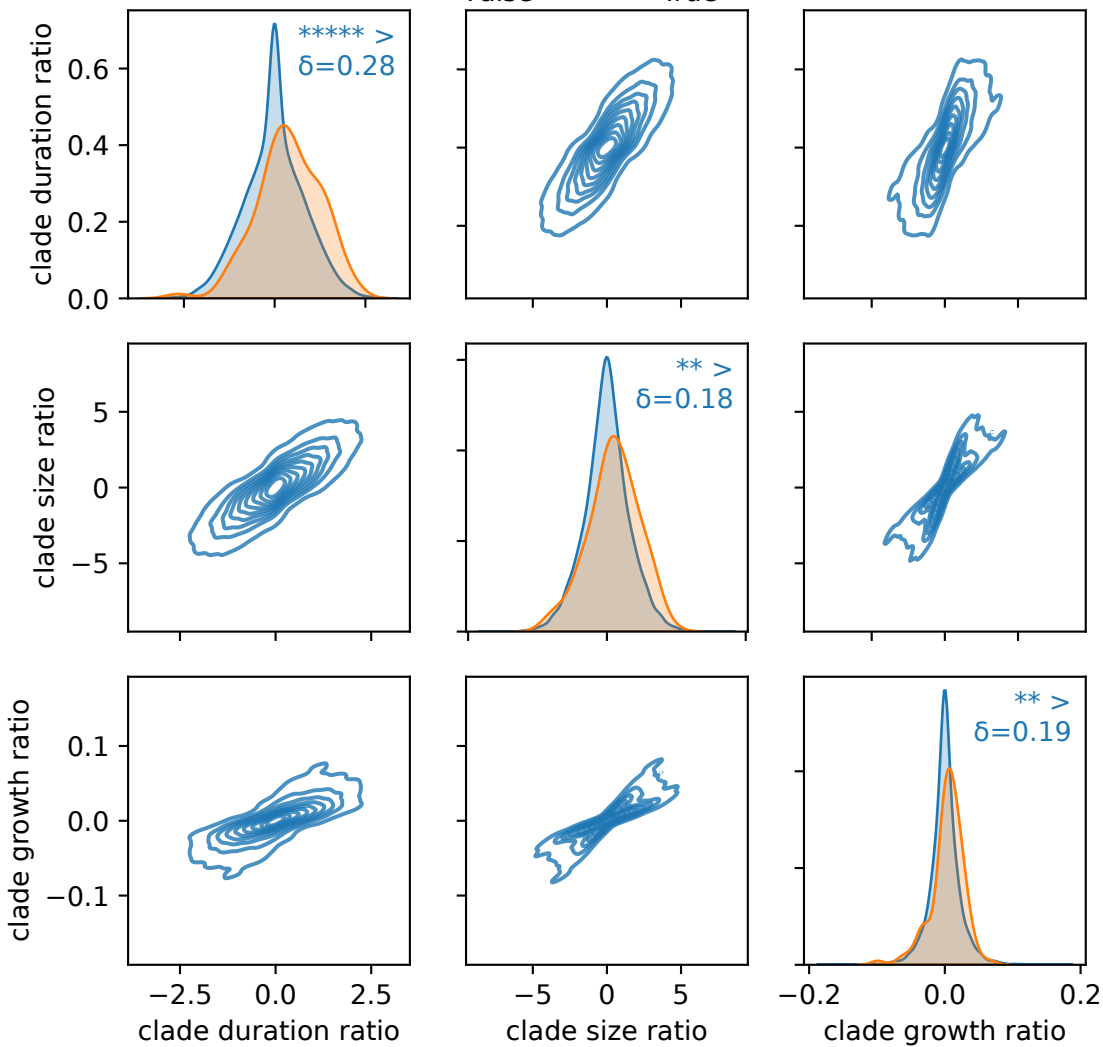 clade duration ratio
0.6
0.4
0.2
0.0
***** >
δ=0.28
clade size ratio
5
0
−5
** >
δ=0.18
clade growth ratio
0.1
0.0
−0.1
** >
δ=0.19
−2.5 0.0 2.5
−5 0 5
−0.2 0.0 0.2
clade duration ratio
clade size ratio
clade growth ratio